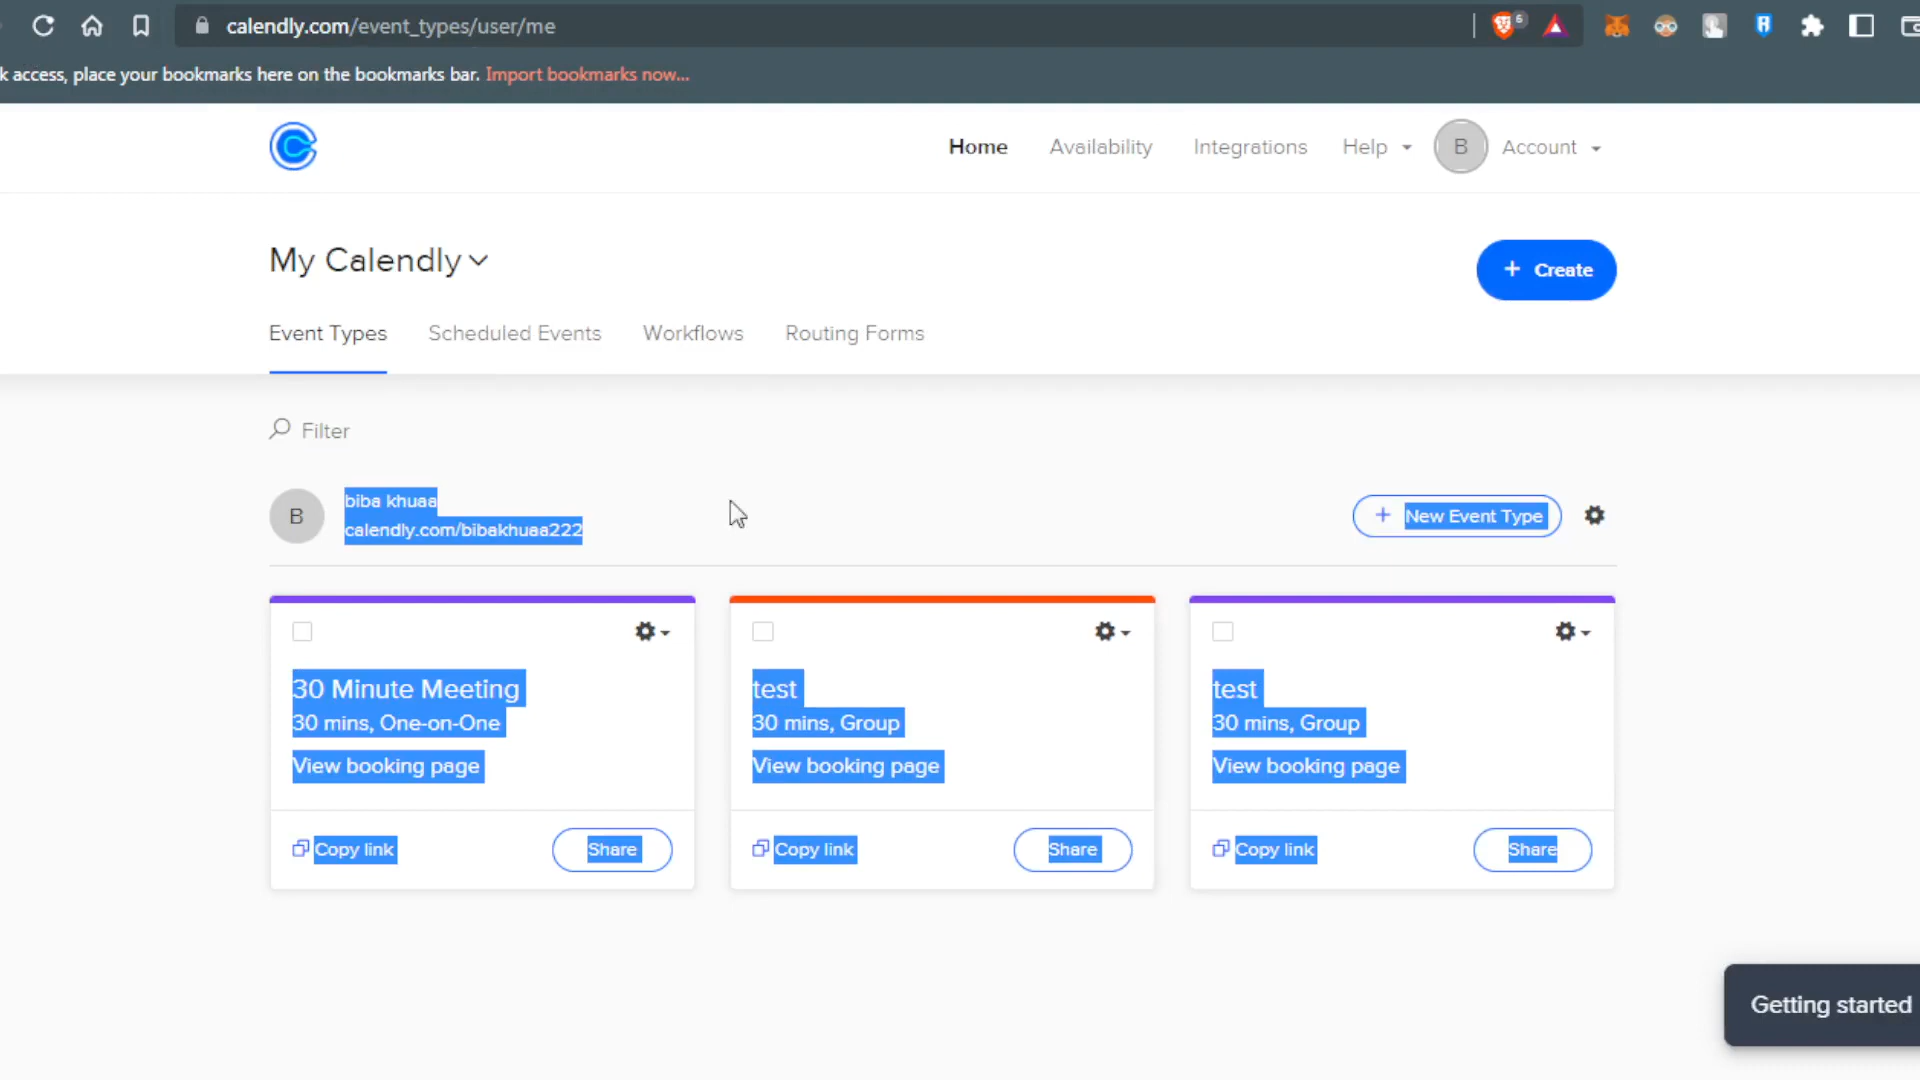 calendly.com/event_types/user/me
6
k access, place your bookmarks here on the bookmarks bar. Import bookmarks now...
Home Availability Integrations Help B Account
My Calendly
+ Create
Event Types Scheduled Events Workflows Routing Forms
Filter
B
biba khuaa
calendly.com/bibakhuaa222
+ New Event Type
30 Minute Meeting
30 mins, One-on-One
View booking page
Copy link Share
test
30 mins, Group
View booking page
Copy link Share
test
30 mins, Group
View booking page
Copy link Share
Getting started